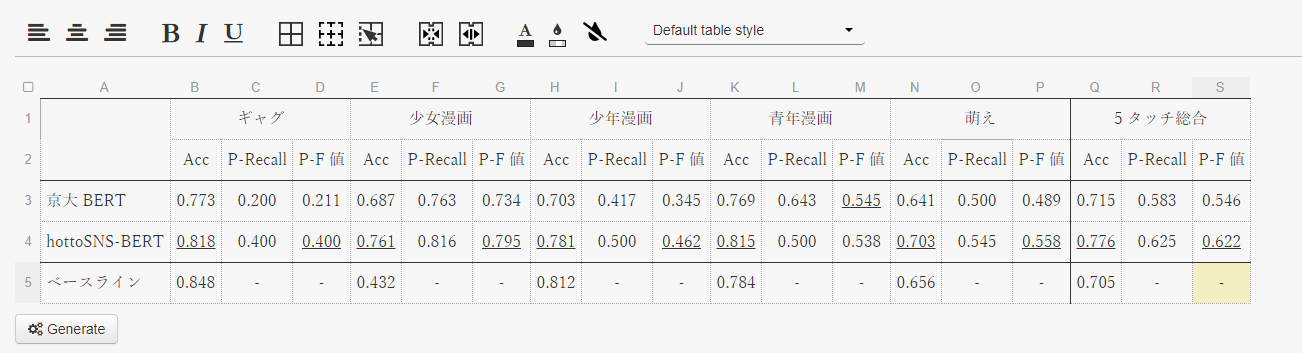 B I U A Default table style
A B C D E F G H I J K L M N O P Q R S
1 ギャグ 少女漫画 少年漫画 青年漫画 萌え 5 タッチ総合
2 Acc P-Recall P-F 値 Acc P-Recall P-F 値 Acc P-Recall P-F 値 Acc P-Recall P-F 値 Acc P-Recall P-F 値 Acc P-Recall P-F 値
3 京大 BERT 0.773 0.200 0.211 0.687 0.763 0.734 0.703 0.417 0.345 0.769 0.643 0.545 0.641 0.500 0.489 0.715 0.583 0.546
4 hottoSNS-BERT 0.818 0.400 0.400 0.761 0.816 0.795 0.781 0.500 0.462 0.815 0.500 0.538 0.703 0.545 0.558 0.776 0.625 0.622
5 ベースライン 0.848 - - 0.432 - - 0.812 - - 0.784 - - 0.656 - - 0.705 - -
Generate